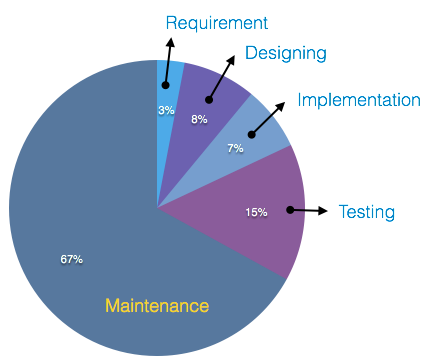 Requirement
Designing
Implementation
3%
8%
7%
15%
Testing
67%
Maintenance